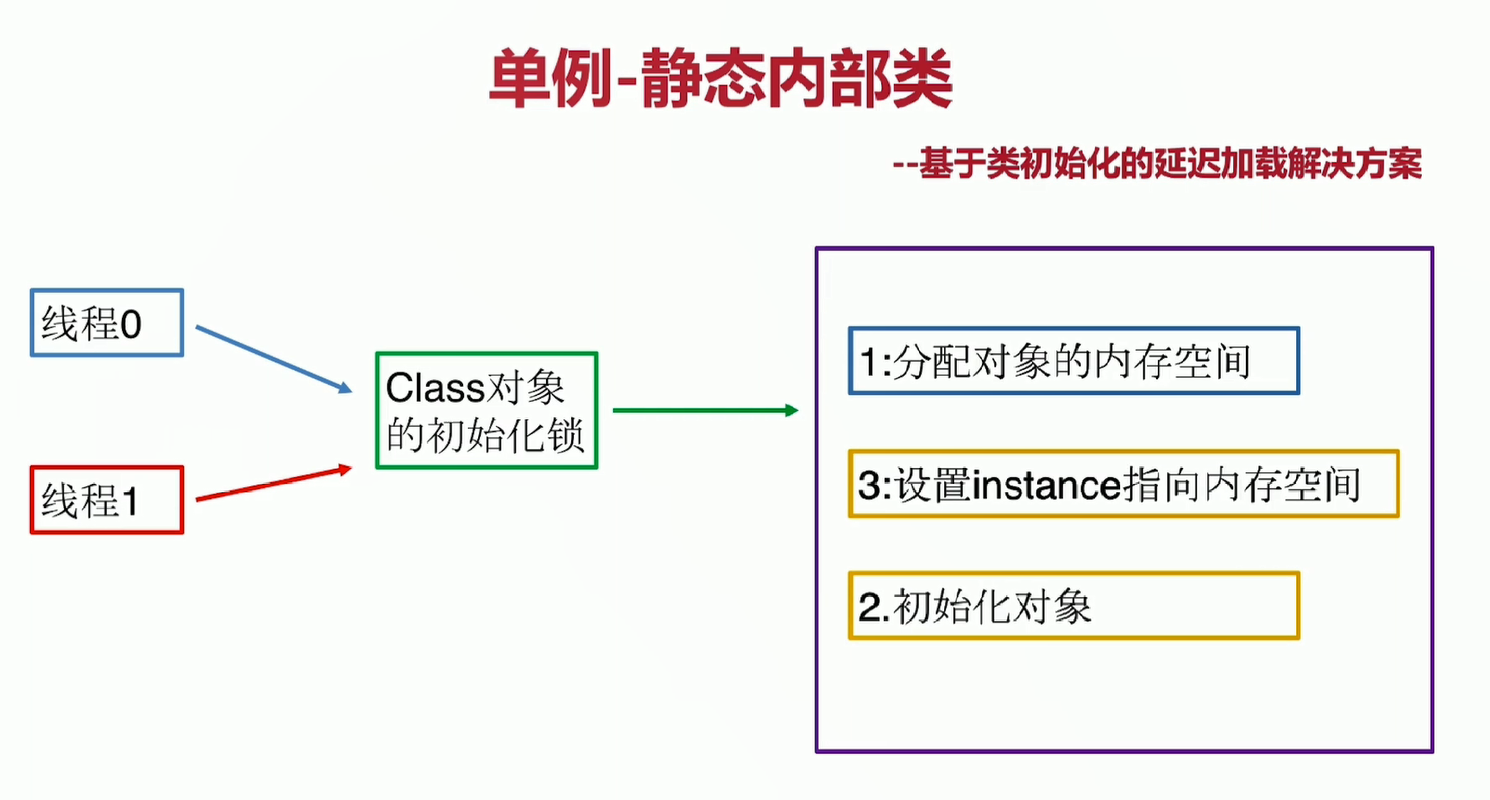 单例-静态内部类
--基于类初始化的延迟加载解决方案
线程0
线程1
Class对象
的初始化锁
1:分配对象的内存空间
3:设置instance指向内存空间
2.初始化对象